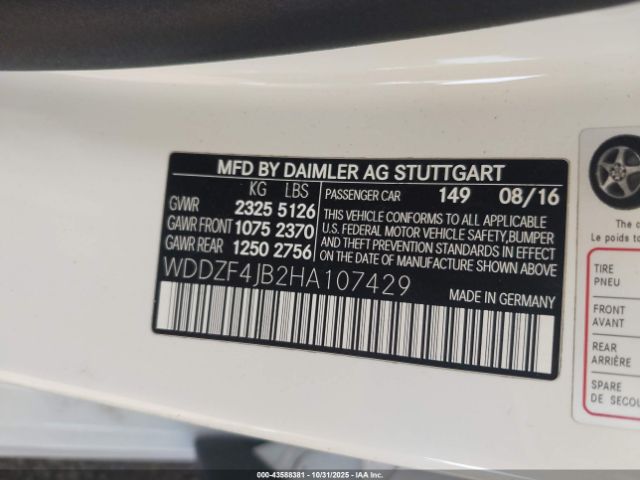 MFD BY DAIMLER AG STUTTGART
KG LBS
GVWR 2325 5126
GAWR FRONT 1075 2370
GAWR REAR 1250 2756
PASSENGER CAR 149 08/16
THIS VEHICLE CONFORMS TO ALL APPLICABLE
U.S. FEDERAL MOTOR VEHICLE SAFETY, BUMPER
AND THEFT PREVENTION STANDARDS IN EFFECT
ON THE DATE OF MANUFACTURE SHOWN ABOVE.
WDDZF4JB2HA107429
MADE IN GERMANY
The
Le poids
TIRE
PNEU
FRONT
AVANT
REAR
ARRIÈRE
SPARE
DE
000-43588381 - 10/31/2025 - IAA, Inc.